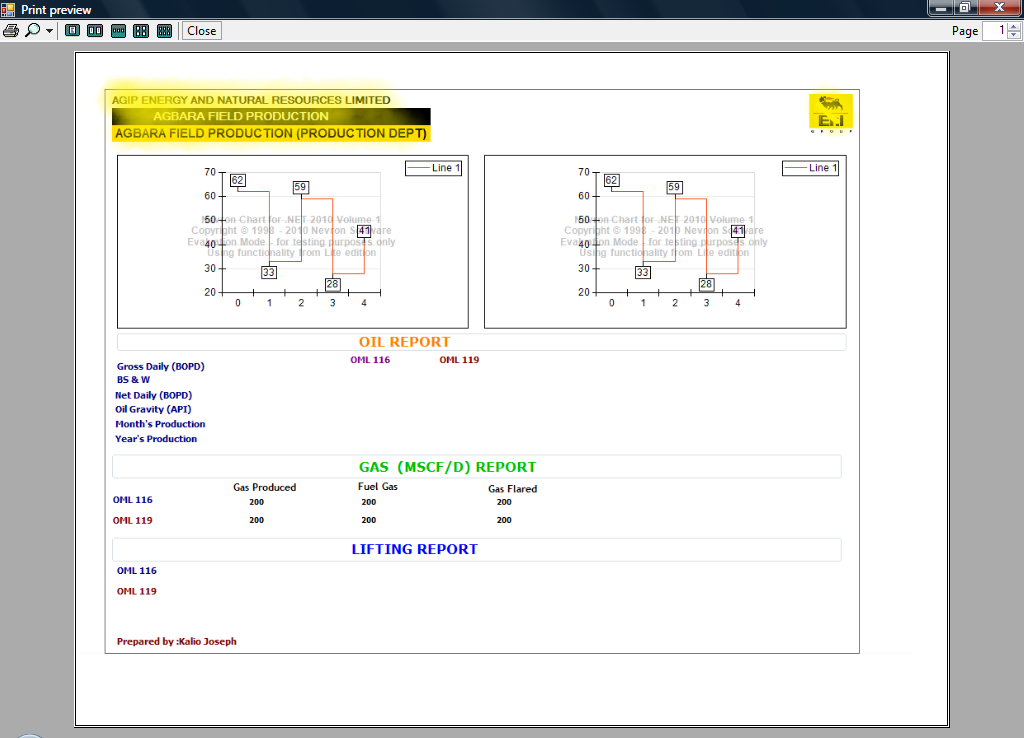 Print preview
Close
Page 1
AGIP ENERGY AND NATURAL RESOURCES LIMITED
AGBARA FIELD PRODUCTION
AGBARA FIELD PRODUCTION (PRODUCTION DEPT)
Eni
G R O U P
Line 1
70
60
50
40
30
20
0 1 2 3 4
62
33
59
28
41
Nevron Chart for .NET 2010 Volume 1
Copyright © 1998 - 2010 Nevron Software
Evaluation Mode - for testing purposes only
Using functionality from Lite edition
Line 1
70
60
50
40
30
20
0 1 2 3 4
62
33
59
28
41
Nevron Chart for .NET 2010 Volume 1
Copyright © 1998 - 2010 Nevron Software
Evaluation Mode - for testing purposes only
Using functionality from Lite edition
OIL REPORT
OML 116 OML 119
Gross Daily (BOPD)
BS & W
Net Daily (BOPD)
Oil Gravity (API)
Month's Production
Year's Production
GAS (MSCF/D) REPORT
Gas Produced Fuel Gas Gas Flared
OML 116 200 200 200
OML 119 200 200 200
LIFTING REPORT
OML 116
OML 119
Prepared by :Kalio Joseph